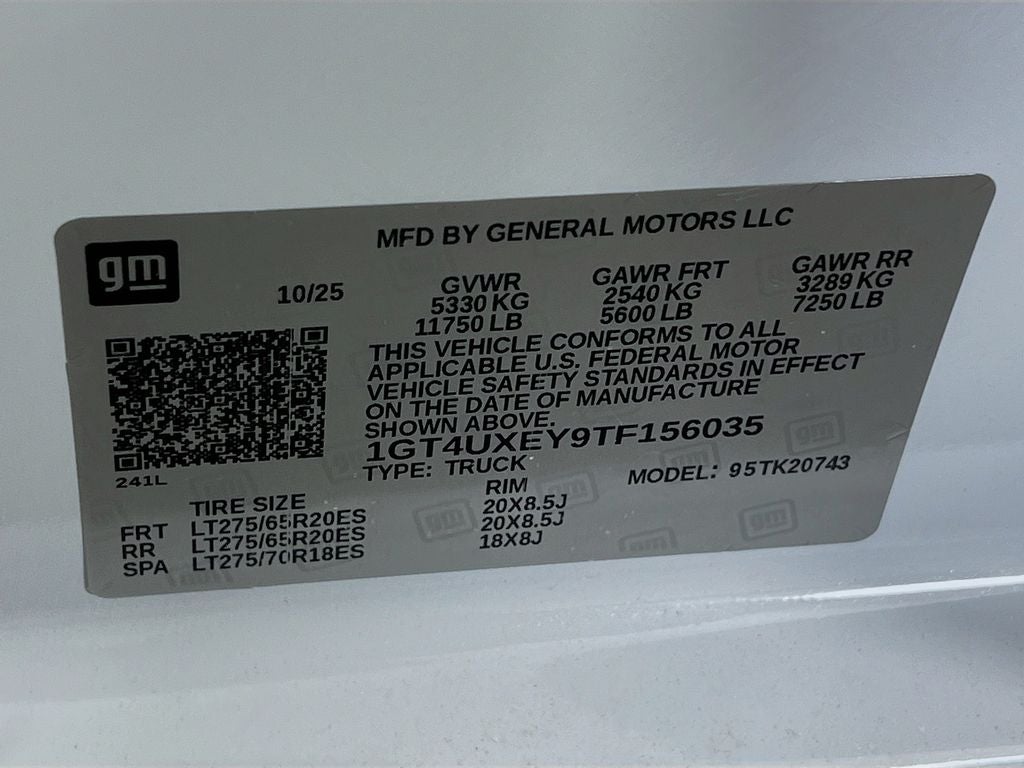 gm
MFD BY GENERAL MOTORS LLC
10/25
GVWR
5330 KG
11750 LB
GAWR FRT
2540 KG
5600 LB
GAWR RR
3289 KG
7250 LB
THIS VEHICLE CONFORMS TO ALL
APPLICABLE U.S. FEDERAL MOTOR
VEHICLE SAFETY STANDARDS IN EFFECT
ON THE DATE OF MANUFACTURE
SHOWN ABOVE.
1GT4UXEY9TF156035
TYPE: TRUCK
MODEL: 95TK20743
241L
TIRE SIZE
RIM
FRT LT275/65R20ES 20X8.5J
RR LT275/65R20ES 20X8.5J
SPA LT275/70R18ES 18X8J